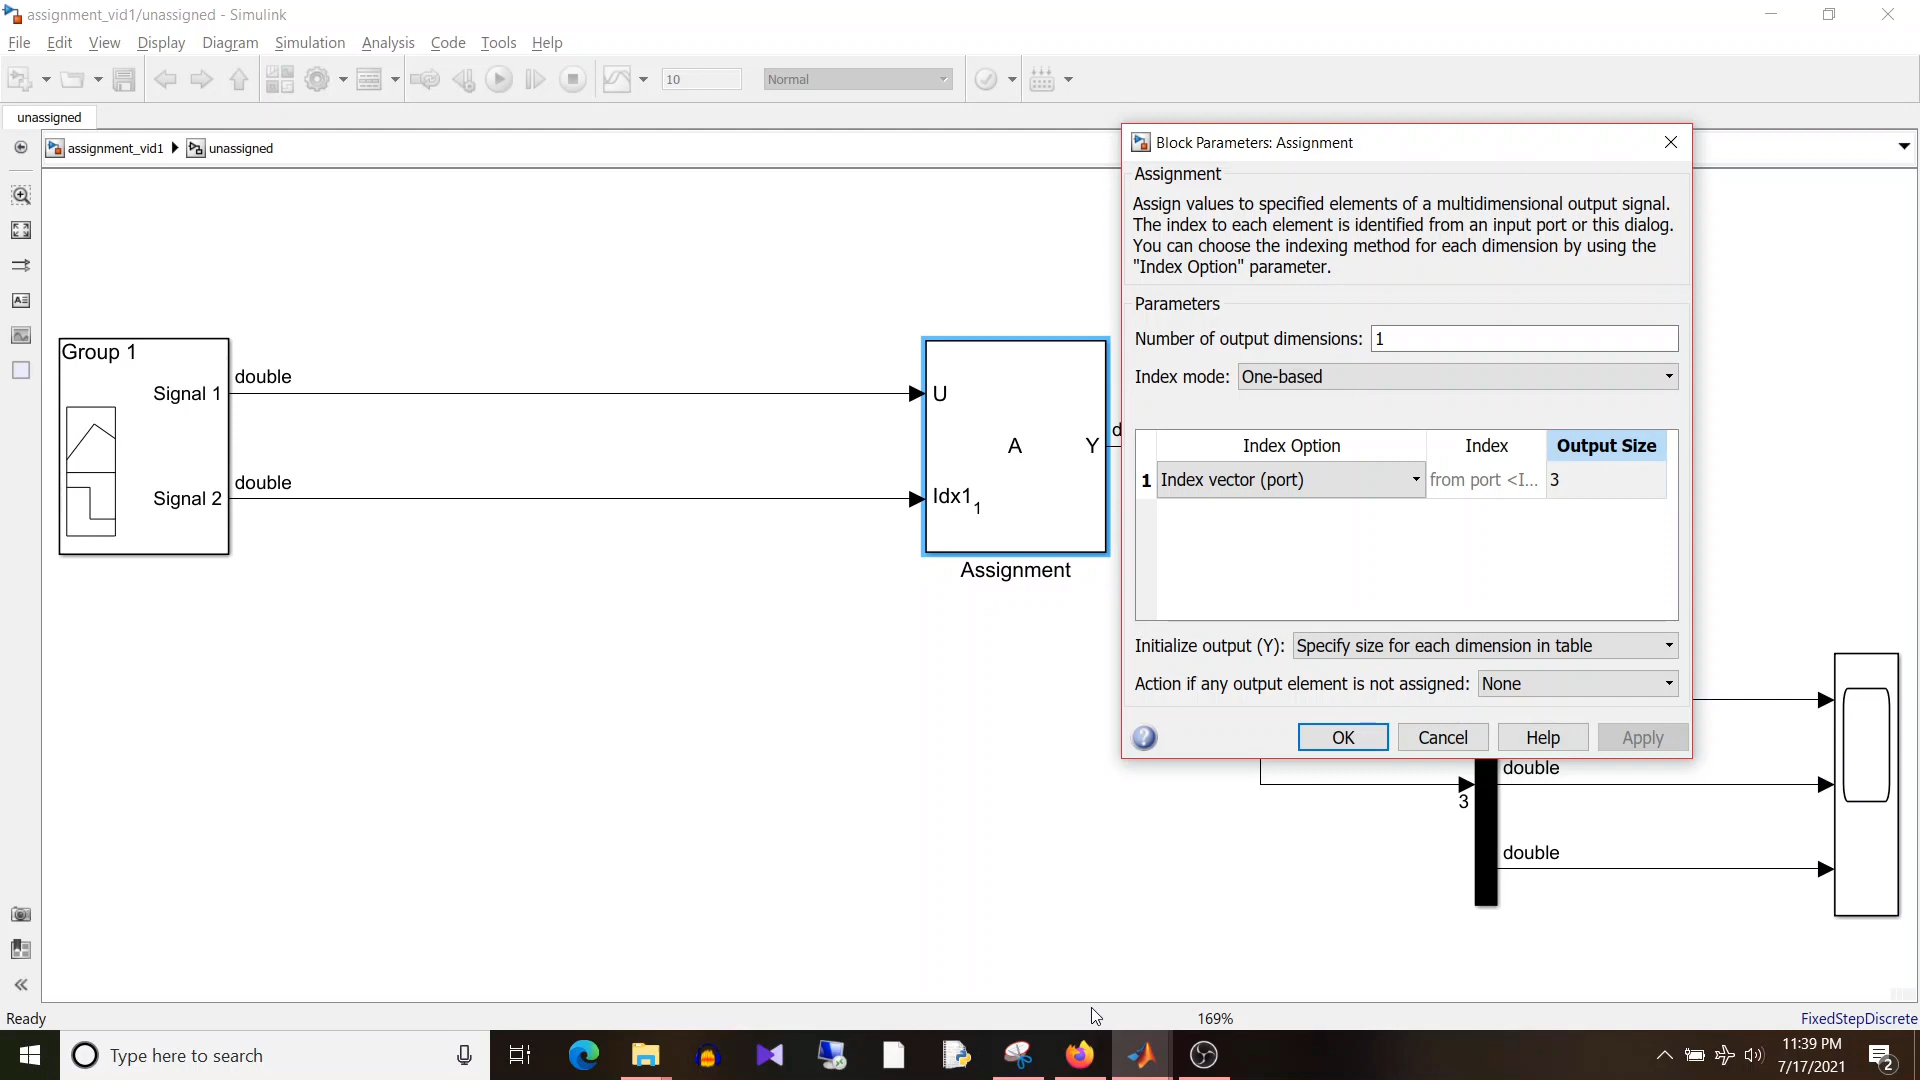 assignment_vid1/unassigned - Simulink
File Edit View Display Diagram Simulation Analysis Code Tools Help
10 Normal
unassigned
assignment_vid1 unassigned
Group 1
Signal 1
Signal 2
double
double
U
A
Y
Idx1
1
Assignment
Block Parameters: Assignment
Assignment
Assign values to specified elements of a multidimensional output signal.
The index to each element is identified from an input port or this dialog.
You can choose the indexing method for each dimension by using the
"Index Option" parameter.
Parameters
Number of output dimensions: 1
Index mode: One-based
Index Option Index Output Size
1 Index vector (port) from port <I... 3
Initialize output (Y): Specify size for each dimension in table
Action if any output element is not assigned: None
OK Cancel Help Apply
double
3
double
Ready 169% FixedStepDiscrete
Type here to search
11:39 PM
7/17/2021
2